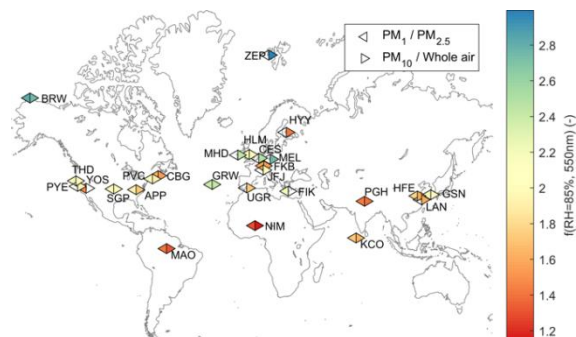 PM1 / PM2.5
PM10 / Whole air
ZEP
BRW
HYY
HLM
CES
MHD
MEL
FKB
JFJ
THD
PVG
CBG
GRW
PYE
YOS
SGP
APP
UGR
FIK
PGH
HFE
GSN
LAN
NIM
KCO
MAO
2.8
2.6
2.4
2.2
2
1.8
1.6
1.4
1.2
f(RH=85%, 550nm) (-)